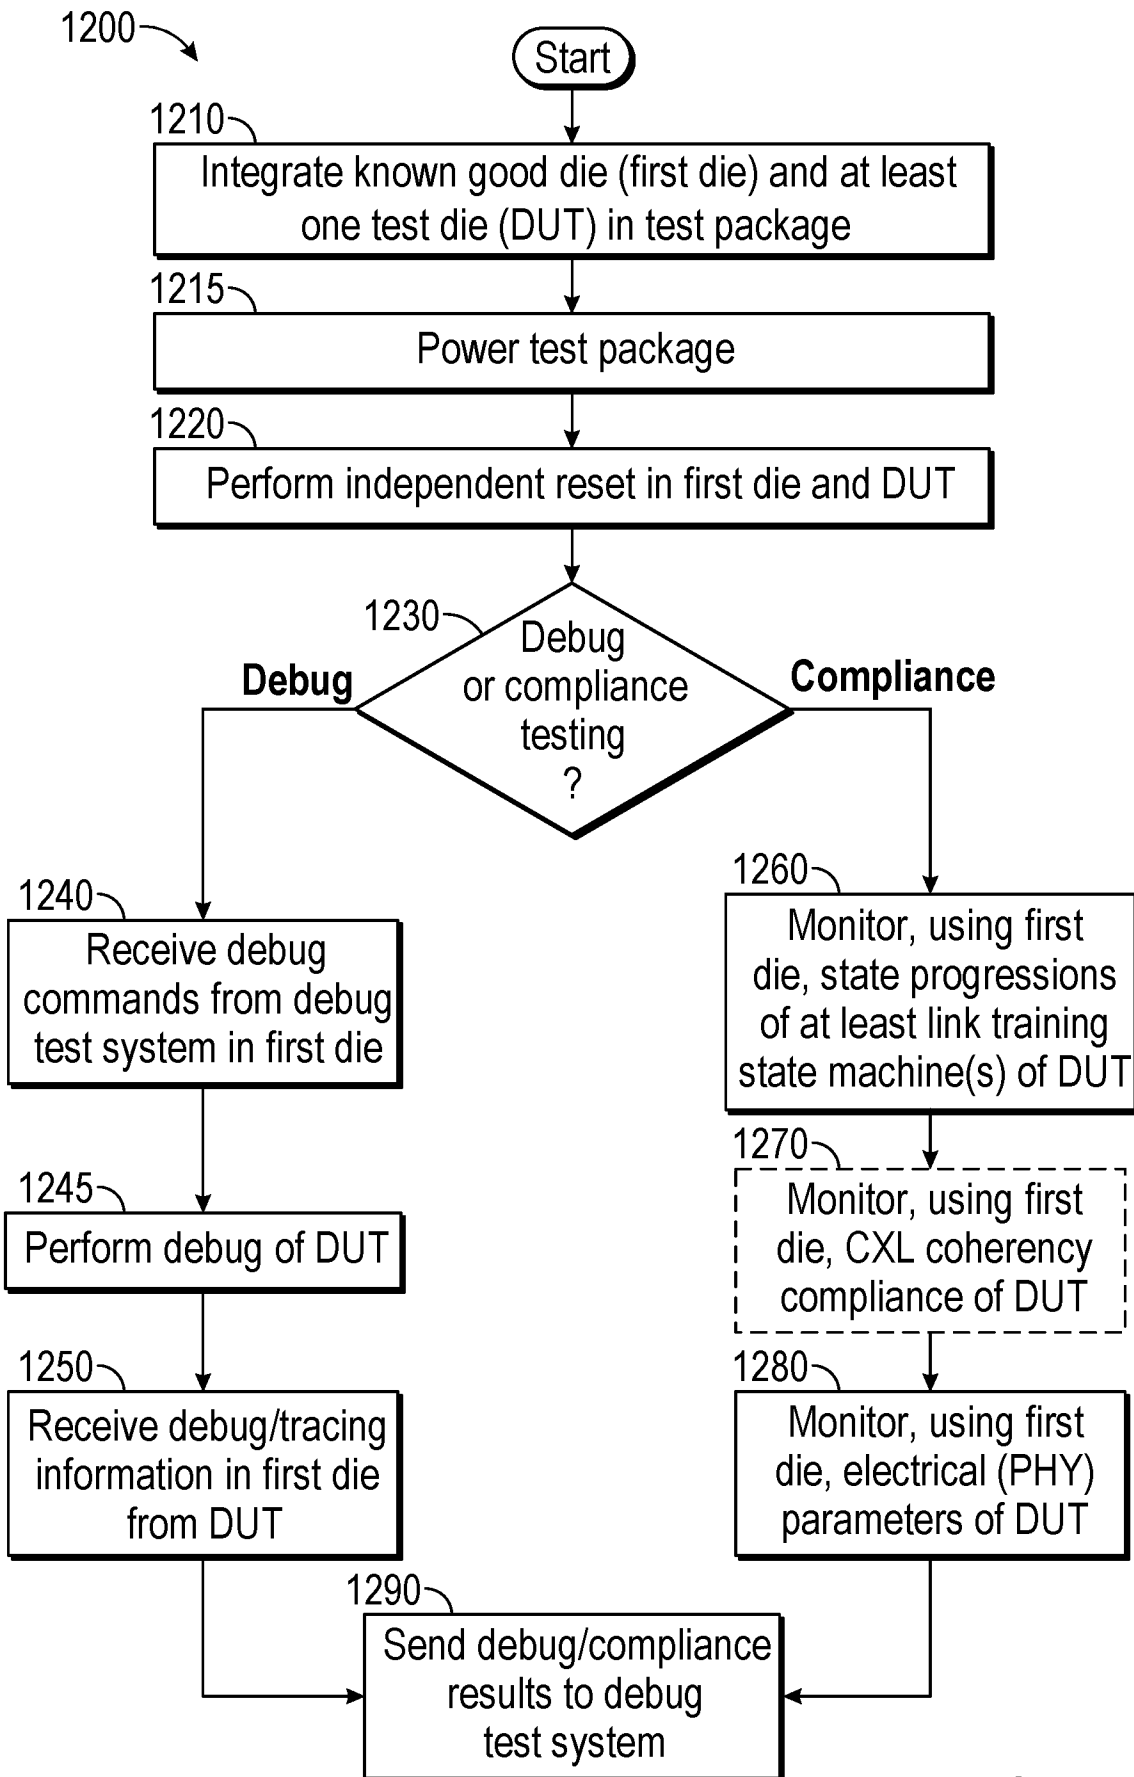 1200
Start
1210
Integrate known good die (first die) and at least
one test die (DUT) in test package
1215
Power test package
1220
Perform independent reset in first die and DUT
1230
Debug
or compliance
testing
?
Debug
Compliance
1240
Receive debug
commands from debug
test system in first die
1245
Perform debug of DUT
1250
Receive debug/tracing
information in first die
from DUT
1260
Monitor, using first
die, state progressions
of at least link training
state machine(s) of DUT
1270
Monitor, using first
die, CXL coherency
compliance of DUT
1280
Monitor, using first
die, electrical (PHY)
parameters of DUT
1290
Send debug/compliance
results to debug
test system